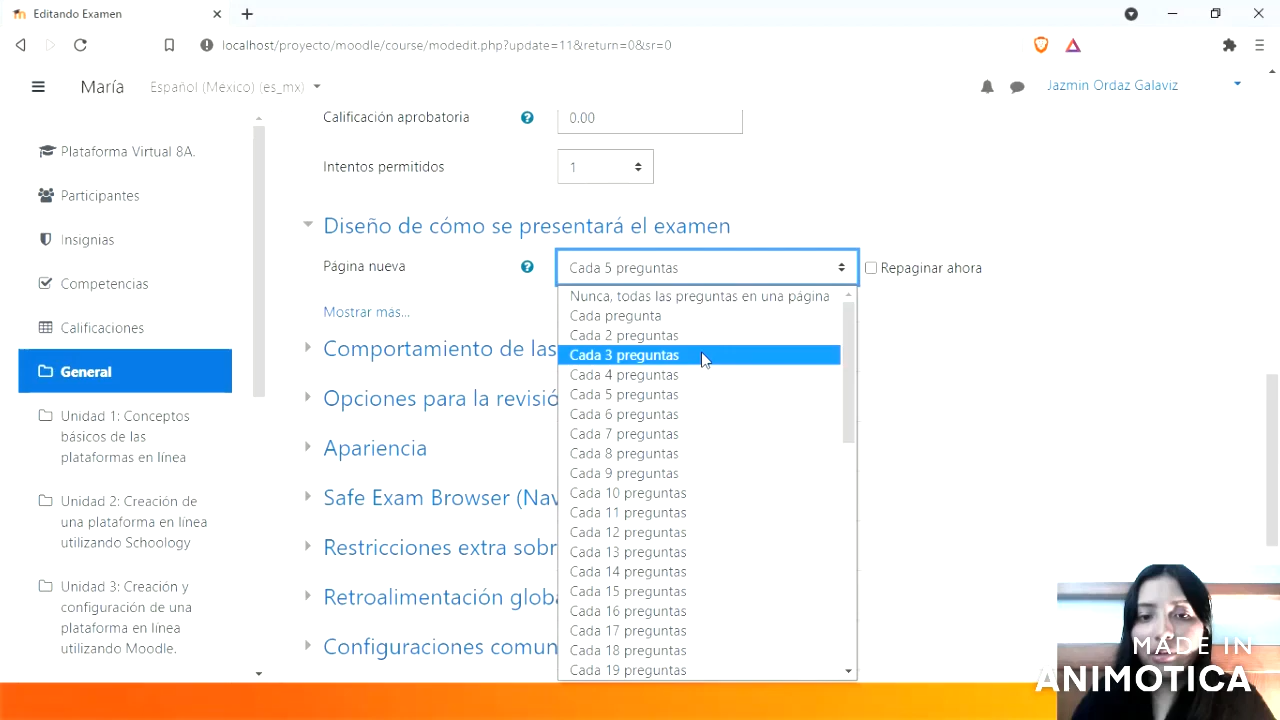 Editando Examen
localhost/proyecto/moodle/course/modedit.php?update=11&return=0&sr=0
María
Español (Mexico) (es_mx)
Jazmin Ordaz Galaviz
Plataforma Virtual 8A.
Participantes
Insignias
Competencias
Calificaciones
General
Unidad 1: Conceptos
básicos de las
plataformas en línea
Unidad 2: Creación de
una plataforma en línea
utilizando Schoology
Unidad 3: Creación y
configuración de una
plataforma en línea
utilizando Moodle.
Calificación aprobatoria
0.00
Intentos permitidos
1
Diseño de cómo se presentará el examen
Página nueva
Cada 5 preguntas
Repaginar ahora
Nunca, todas las preguntas en una página
Cada pregunta
Cada 2 preguntas
Cada 3 preguntas
Cada 4 preguntas
Cada 5 preguntas
Cada 6 preguntas
Cada 7 preguntas
Cada 8 preguntas
Cada 9 preguntas
Cada 10 preguntas
Cada 11 preguntas
Cada 12 preguntas
Cada 13 preguntas
Cada 14 preguntas
Cada 15 preguntas
Cada 16 preguntas
Cada 17 preguntas
Cada 18 preguntas
Cada 19 preguntas
Mostrar más...
Comportamiento de las
Opciones para la revisió
Apariencia
Safe Exam Browser (Nav
Restricciones extra sobr
Retroalimentación globa
Configuraciones comun
MADE IN
ANIMOTICA